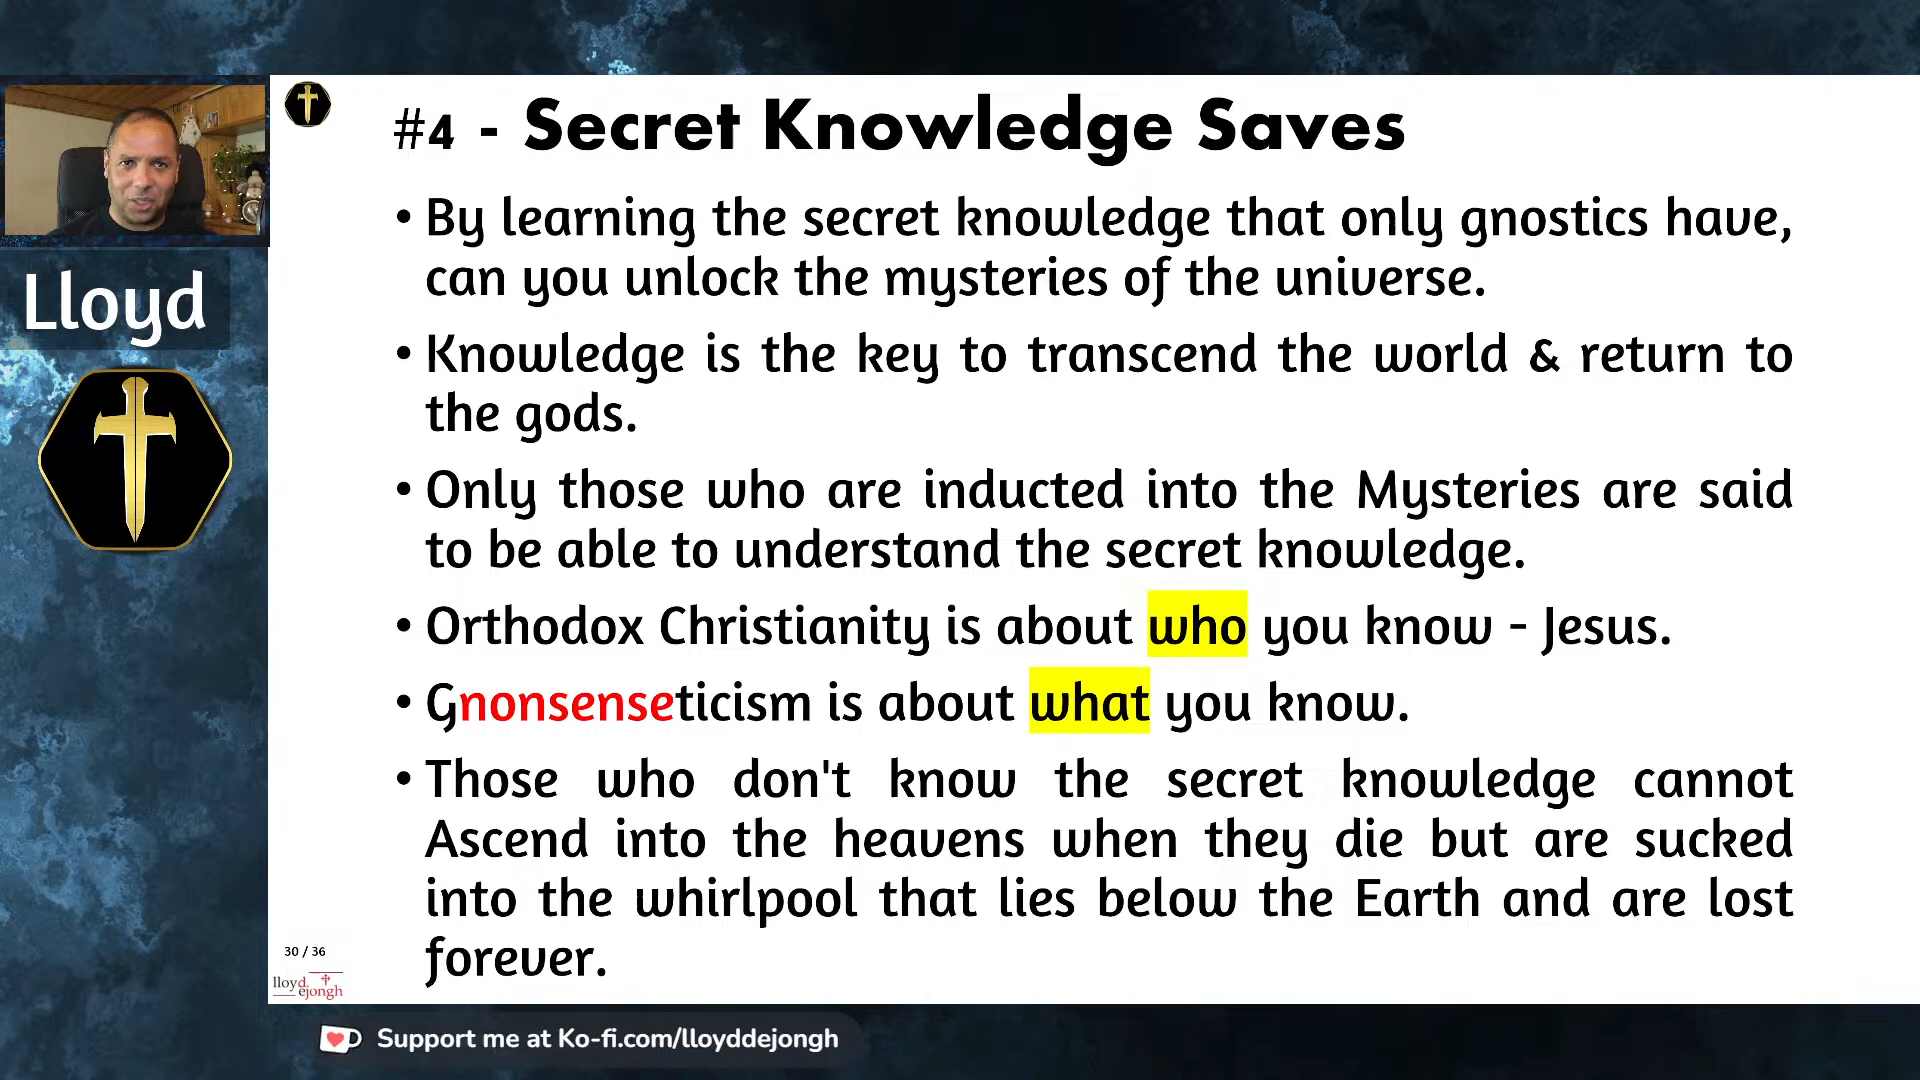 #4 - Secret Knowledge Saves
• By learning the secret knowledge that only gnostics have,
can you unlock the mysteries of the universe.
• Knowledge is the key to transcend the world & return to
the gods.
• Only those who are inducted into the Mysteries are said
to be able to understand the secret knowledge.
• Orthodox Christianity is about who you know - Jesus.
• Gnonsenseticism is about what you know.
• Those who don't know the secret knowledge cannot
Ascend into the heavens when they die but are sucked
into the whirlpool that lies below the Earth and are lost
forever.
Lloyd
30 / 36
lloyd
ejongh
Support me at Ko-fi.com/lloyddejongh